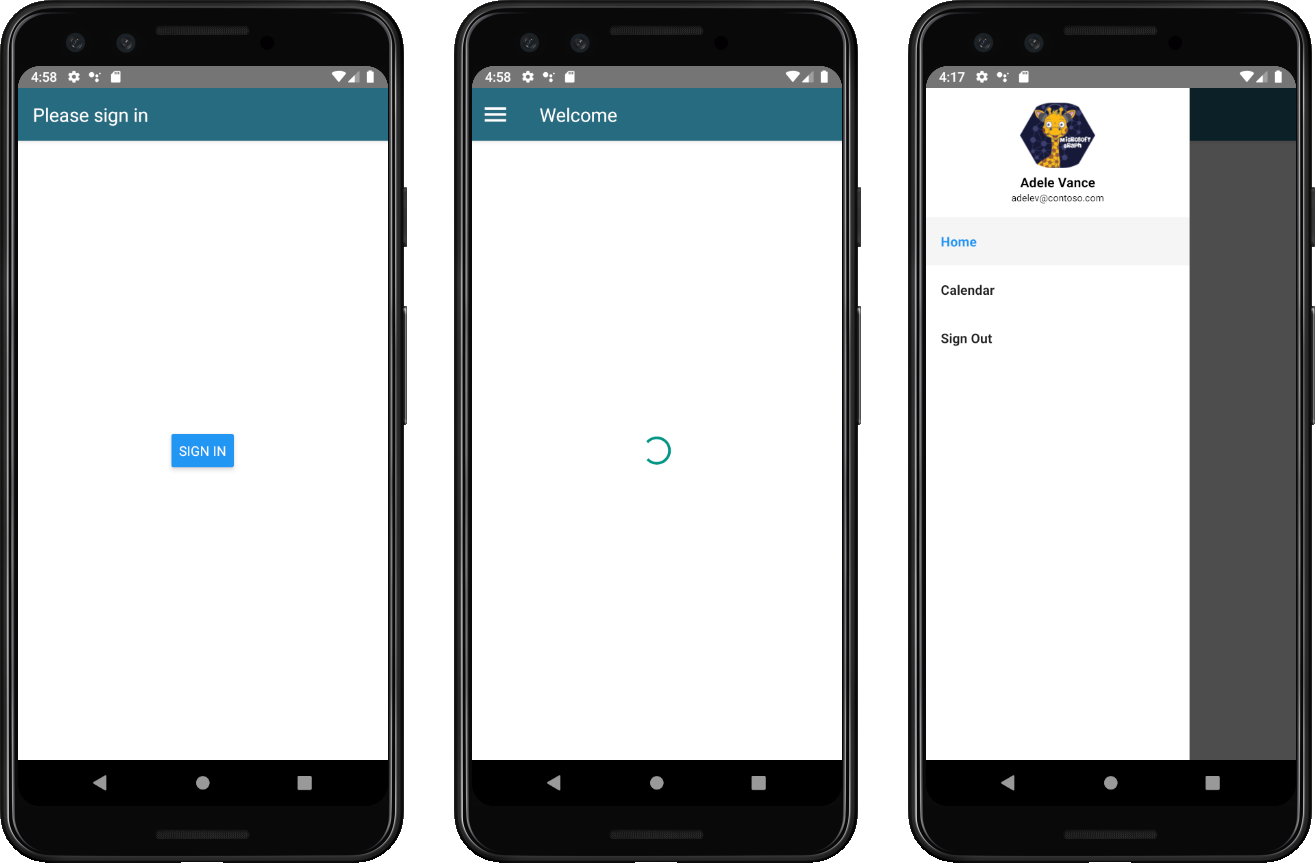 4:58
Please sign in
SIGN IN
4:58
Welcome
4:17
Microsoft
Graph
Adele Vance
adelev@contoso.com
Home
Calendar
Sign Out